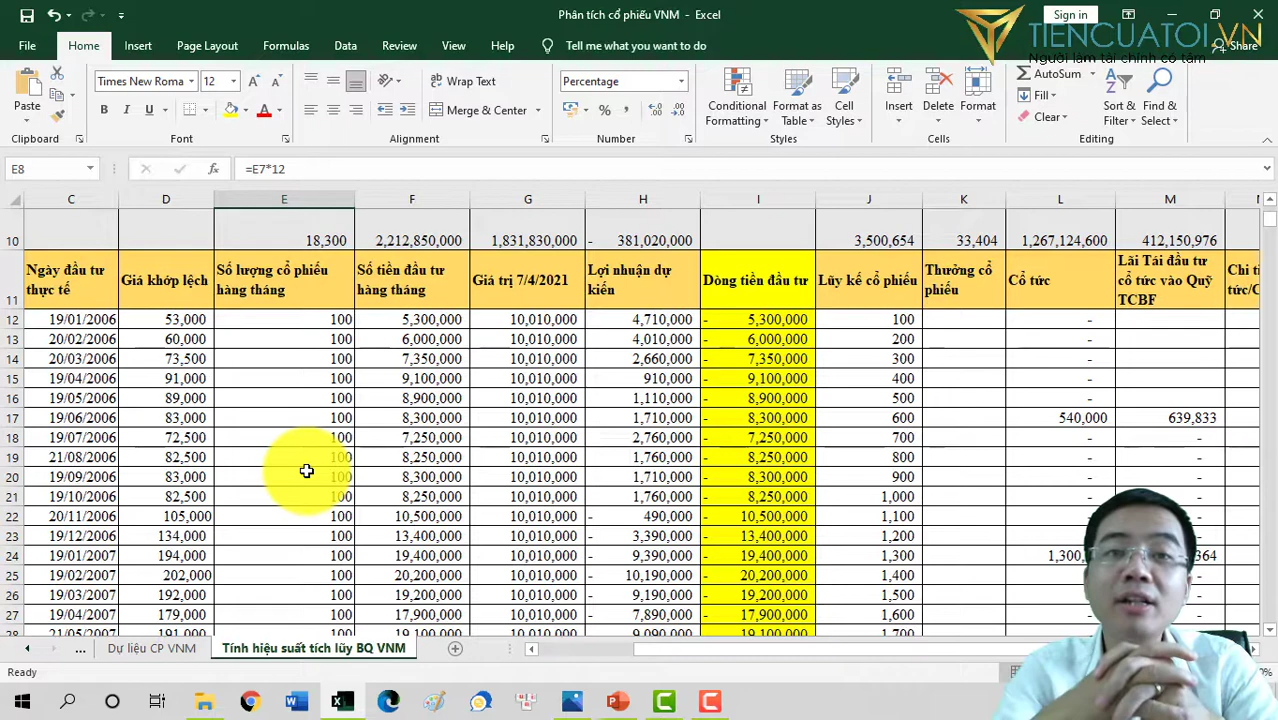 Phân tích cổ phiếu VNM - Excel
Sign in
TIENCUATOI.VN
Người làm tài chính có tâm
File Home Insert Page Layout Formulas Data Review View Help Tell me what you want to do Share
Paste
Times New Roma 12
Wrap Text
Merge & Center
Percentage
Conditional Formatting
Format as Table
Cell Styles
Insert Delete Format
AutoSum
Fill
Clear
Sort & Filter
Find & Select
Clipboard Font Alignment Number Styles Cells Editing
E8 fx =E7*12
C D E F G H I J K L M
10 18,300 2,212,850,000 1,831,830,000 - 381,020,000 3,500,654 33,404 1,267,124,600 412,150,976
11 Ngày đầu tư thực tế Giá khớp lệch Số lượng cổ phiếu hàng tháng Số tiền đầu tư hàng tháng Giá trị 7/4/2021 Lợi nhuận dự kiến Dòng tiền đầu tư Lũy kế cổ phiếu Thưởng cổ phiếu Cổ tức Lãi Tái đầu tư cổ tức vào Quỹ TCBF
12 19/01/2006 53,000 100 5,300,000 10,010,000 4,710,000 - 5,300,000 100 -
13 20/02/2006 60,000 100 6,000,000 10,010,000 4,010,000 - 6,000,000 200 -
14 20/03/2006 73,500 100 7,350,000 10,010,000 2,660,000 - 7,350,000 300 -
15 19/04/2006 91,000 100 9,100,000 10,010,000 910,000 - 9,100,000 400 -
16 19/05/2006 89,000 100 8,900,000 10,010,000 1,110,000 - 8,900,000 500 -
17 19/06/2006 83,000 100 8,300,000 10,010,000 1,710,000 - 8,300,000 600 540,000 639,833
18 19/07/2006 72,500 100 7,250,000 10,010,000 2,760,000 - 7,250,000 700 - -
19 21/08/2006 82,500 100 8,250,000 10,010,000 1,760,000 - 8,250,000 800 - -
20 19/09/2006 83,000 100 8,300,000 10,010,000 1,710,000 - 8,300,000 900 - -
21 19/10/2006 82,500 100 8,250,000 10,010,000 1,760,000 - 8,250,000 1,000 - -
22 20/11/2006 105,000 100 10,500,000 10,010,000 - 490,000 - 10,500,000 1,100 -
23 19/12/2006 134,000 100 13,400,000 10,010,000 - 3,390,000 - 13,400,000 1,200 -
24 19/01/2007 194,000 100 19,400,000 10,010,000 - 9,390,000 - 19,400,000 1,300
25 19/02/2007 202,000 100 20,200,000 10,010,000 - 10,190,000 - 20,200,000 1,400
26 19/03/2007 192,000 100 19,200,000 10,010,000 - 9,190,000 - 19,200,000 1,500
27 19/04/2007 179,000 100 17,900,000 10,010,000 - 7,890,000 - 17,900,000 1,600
28 21/05/2007 191,000 100 19,100,000 10,010,000 - 9,090,000 - 19,100,000 1,700
... Dự liệu CP VNM Tính hiệu suất tích lũy BQ VNM
Ready